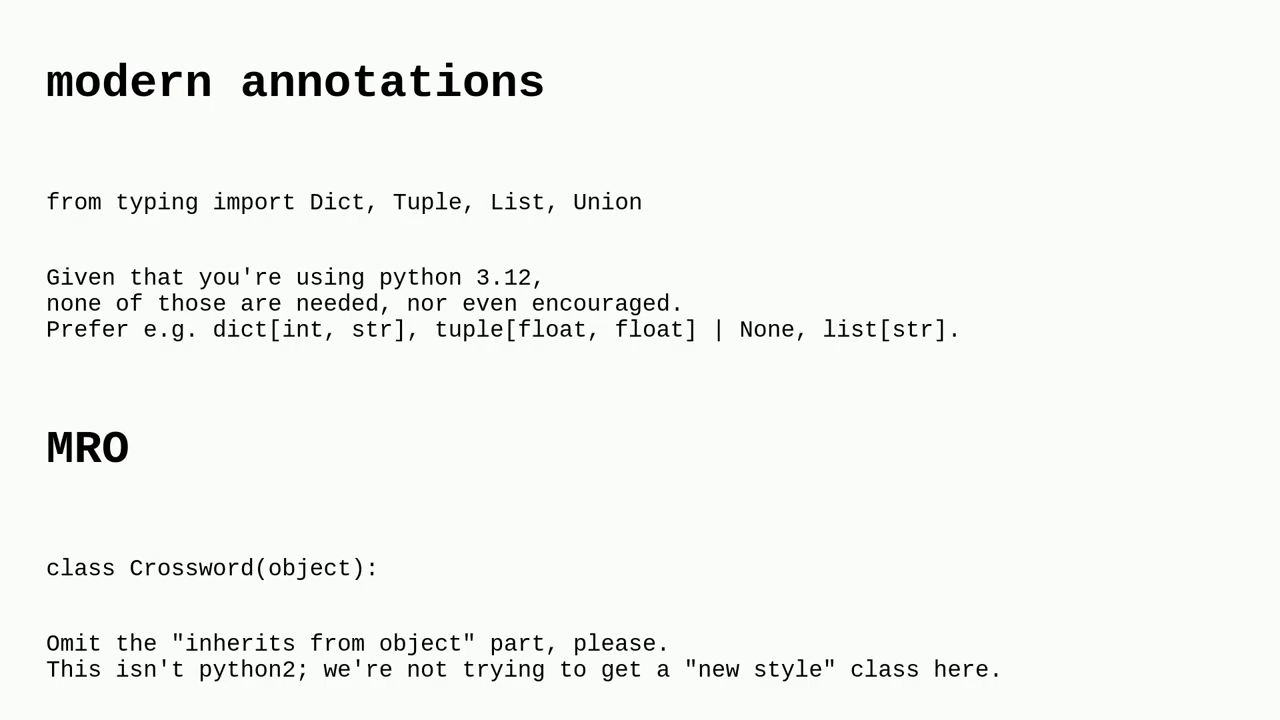 modern annotations
from typing import Dict, Tuple, List, Union
Given that you're using python 3.12,
none of those are needed, nor even encouraged.
Prefer e.g. dict[int, str], tuple[float, float] | None, list[str].
MRO
class Crossword(object):
Omit the "inherits from object" part, please.
This isn't python2; we're not trying to get a "new style" class here.